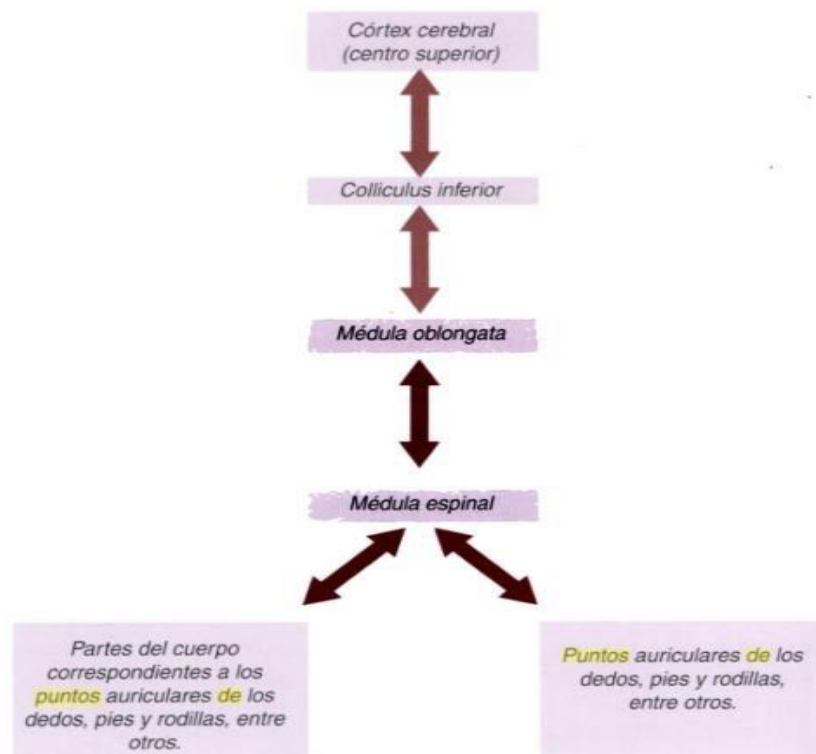 Córtex cerebral
(centro superior)
Colliculus inferior
Médula oblongata
Médula espinal
Partes del cuerpo
correspondientes a los
puntos auriculares de los
dedos, pies y rodillas, entre
otros.
Puntos auriculares de los
dedos, pies y rodillas,
entre otros.